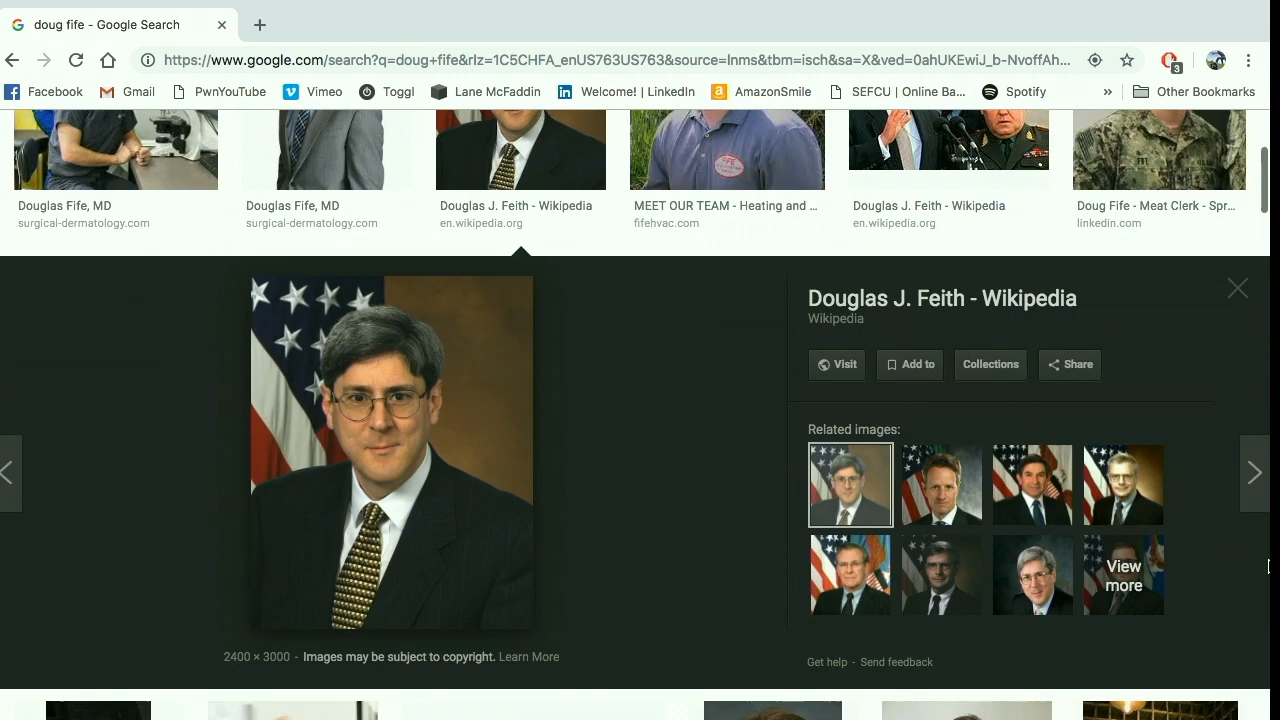 doug fife - Google Search
https://www.google.com/search?q=doug+fife&rlz=1C5CHFA_enUS763US763&source=lnms&tbm=isch&sa=X&ved=0ahUKEwiJ_b-NvoffAh...
3
Facebook Gmail PwnYouTube Vimeo Toggl Lane McFaddin Welcome! | LinkedIn AmazonSmile SEFCU | Online Ba... Spotify » Other Bookmarks
FFE
Douglas Fife, MD Douglas Fife, MD Douglas J. Feith - Wikipedia MEET OUR TEAM - Heating and ... Douglas J. Feith - Wikipedia Doug Fife - Meat Clerk - Spr...
surgical-dermatology.com surgical-dermatology.com en.wikipedia.org fifehvac.com en.wikipedia.org linkedin.com
Douglas J. Feith - Wikipedia
Wikipedia
Visit Add to Collections Share
Related images:
View
more
2400 × 3000 - Images may be subject to copyright. Learn More
Get help - Send feedback